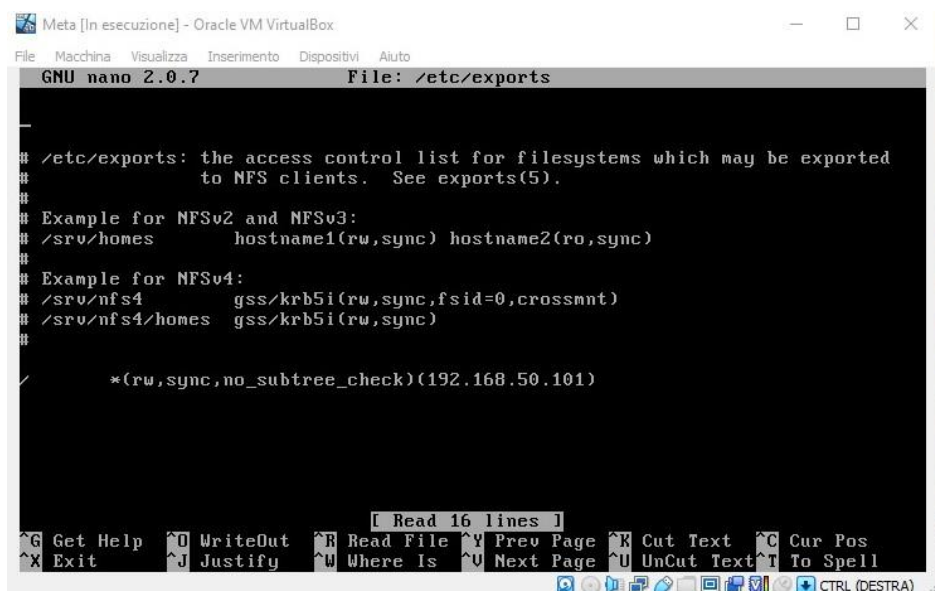 Meta [In esecuzione] - Oracle VM VirtualBox
File Macchina Visualizza Inserimento Dispositivi Aiuto
GNU nano 2.0.7 File: /etc/exports
# /etc/exports: the access control list for filesystems which may be exported
# to NFS clients. See exports(5).
#
# Example for NFSv2 and NFSv3:
# /srv/homes hostname1(rw,sync) hostname2(ro,sync)
#
# Example for NFSv4:
# /srv/nfs4 gss/krb5i(rw,sync,fsid=0,crossmnt)
# /srv/nfs4/homes gss/krb5i(rw,sync)
#
/ *(rw,sync,no_subtree_check)(192.168.50.101)
[ Read 16 lines ]
^G Get Help ^O WriteOut ^R Read File ^Y Prev Page ^K Cut Text ^C Cur Pos
^X Exit ^J Justify ^W Where Is ^V Next Page ^U UnCut Text ^T To Spell
CTRL (DESTRA)